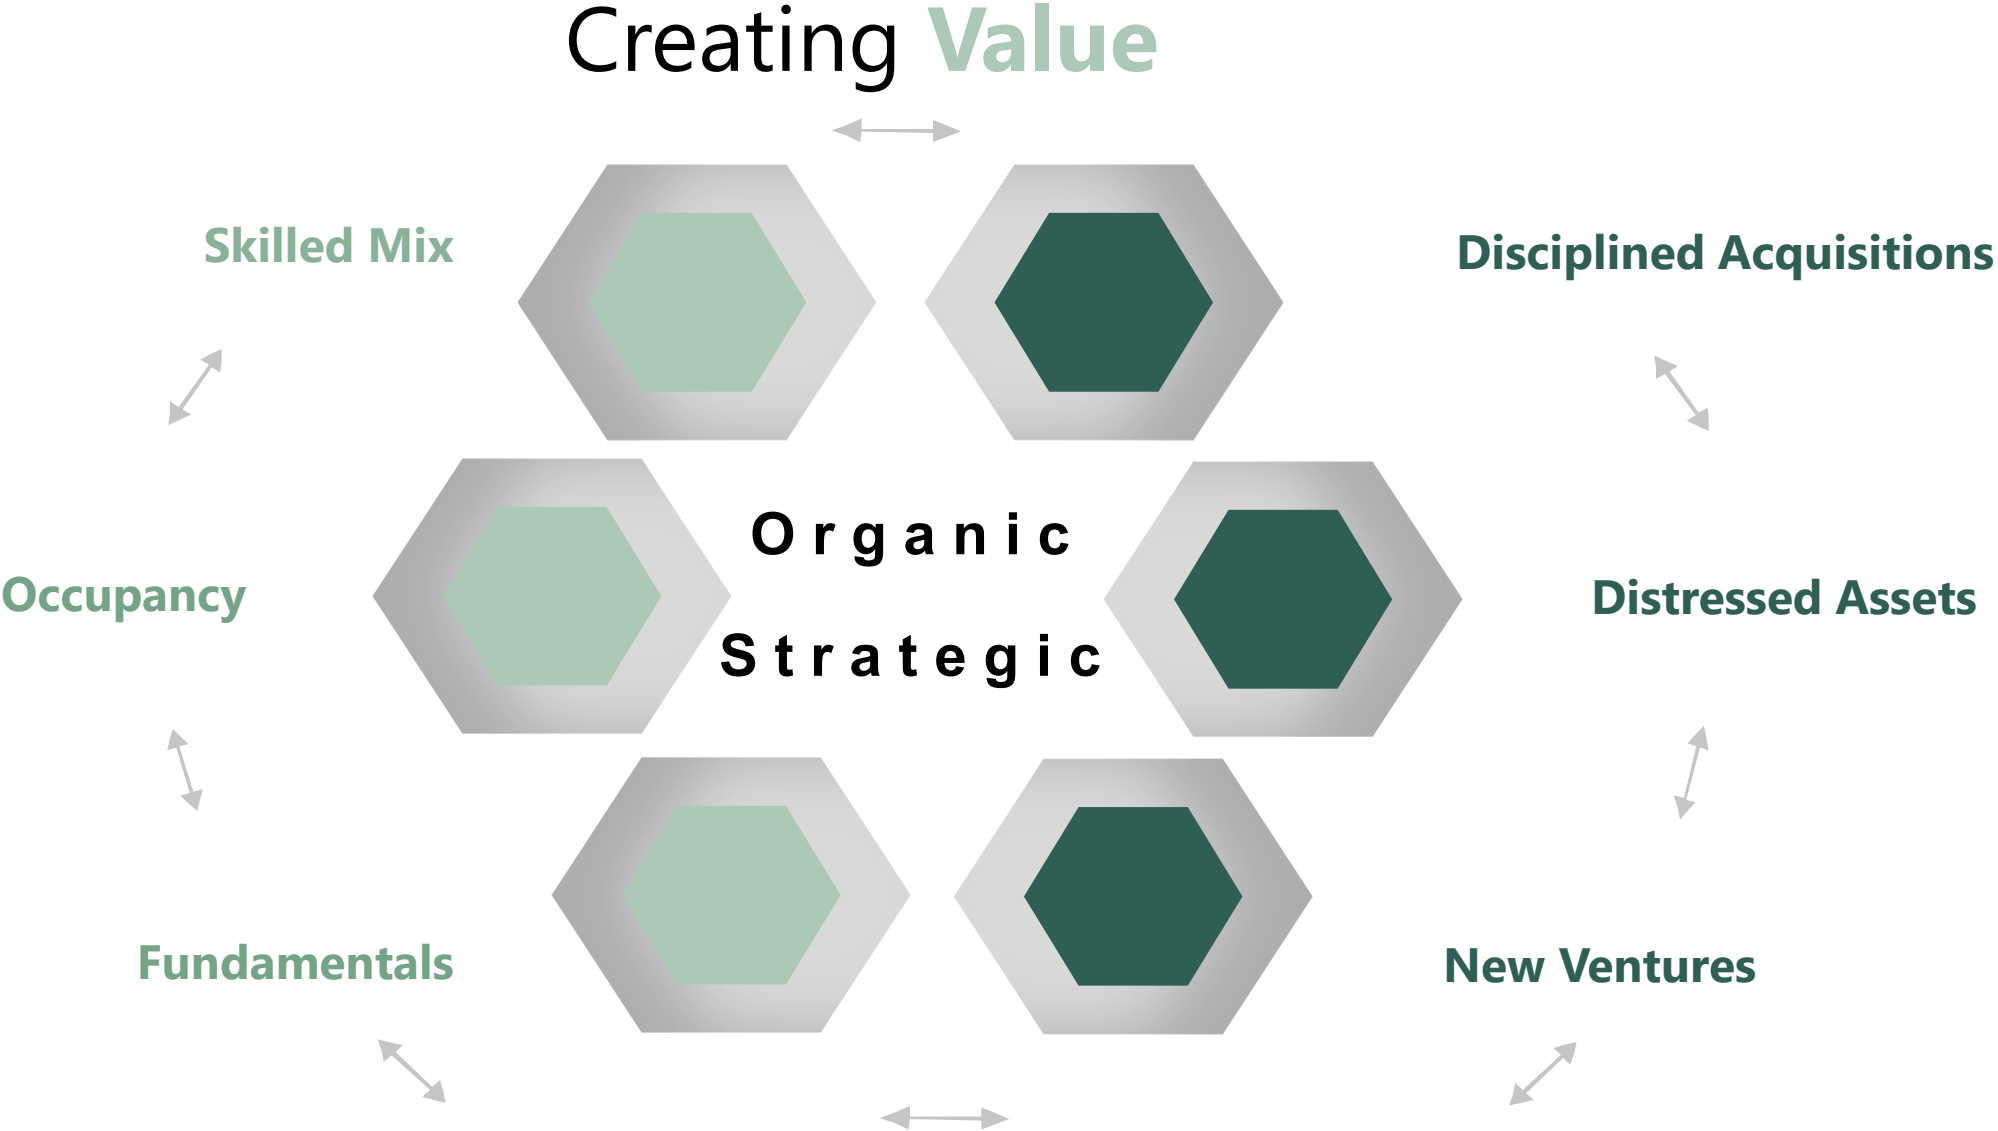 Creating Value
Skilled Mix
Disciplined Acquisitions
Organic
Occupancy
Distressed Assets
Strategic
Fundamentals
New Ventures